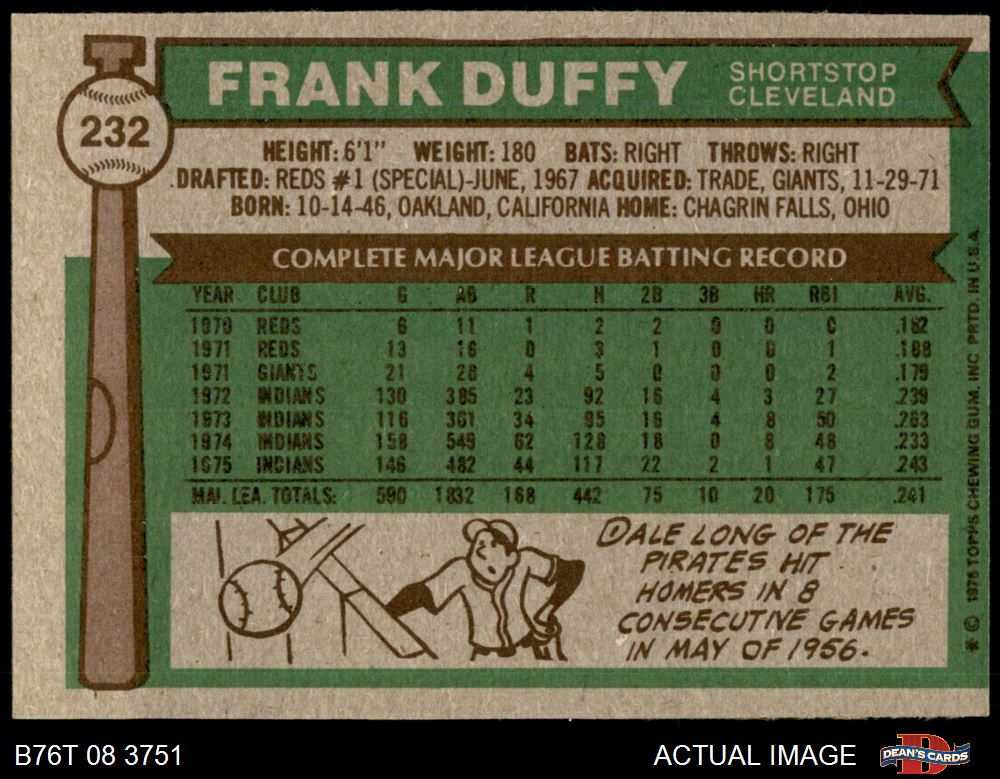 FRANK DUFFY
SHORTSTOP
CLEVELAND
232
HEIGHT: 6'1" WEIGHT: 180 BATS: RIGHT THROWS: RIGHT
DRAFTED: REDS #1 (SPECIAL)-JUNE, 1967 ACQUIRED: TRADE, GIANTS, 11-29-71
BORN: 10-14-46, OAKLAND, CALIFORNIA HOME: CHAGRIN FALLS, OHIO
COMPLETE MAJOR LEAGUE BATTING RECORD
YEAR CLUB G AB R H 2B 3B HR RBI AVG.
1970 REDS 6 11 1 2 2 0 0 0 .182
1971 REDS 13 16 0 3 1 0 0 1 .188
1971 GIANTS 21 28 4 5 0 0 0 2 .179
1972 INDIANS 130 385 23 92 16 4 3 27 .239
1973 INDIANS 116 361 34 95 16 4 8 50 .263
1974 INDIANS 158 549 62 128 18 0 8 48 .233
1975 INDIANS 146 482 44 117 22 2 1 47 .243
MAJ. LEA. TOTALS: 590 1832 168 442 75 10 20 175 .241
DALE LONG OF THE
PIRATES HIT
HOMERS IN 8
CONSECUTIVE GAMES
IN MAY OF 1956.
* © 1976 TOPPS CHEWING GUM, INC. PRTD. IN U.S.A.
B76T 08 3751
ACTUAL IMAGE
DEAN'S CARDS